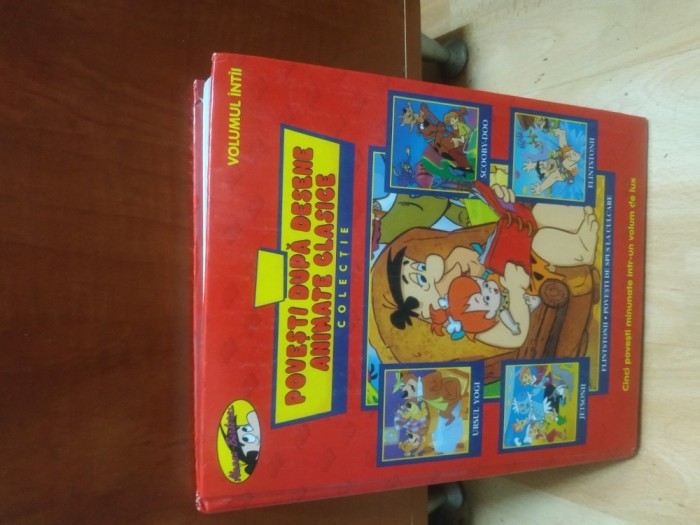 VOLUMUL ÎNTÎI
POVEȘTI DUPĂ DESENE
ANIMATE CLASICE
COLECȚIE
URSUL YOGI
SCOOBY-DOO
JETSONII
FLINTSTONII
FLINTSTONII • POVEȘTI DE SPUS LA CULCARE
Cinci povești minunate într-un volum de lux